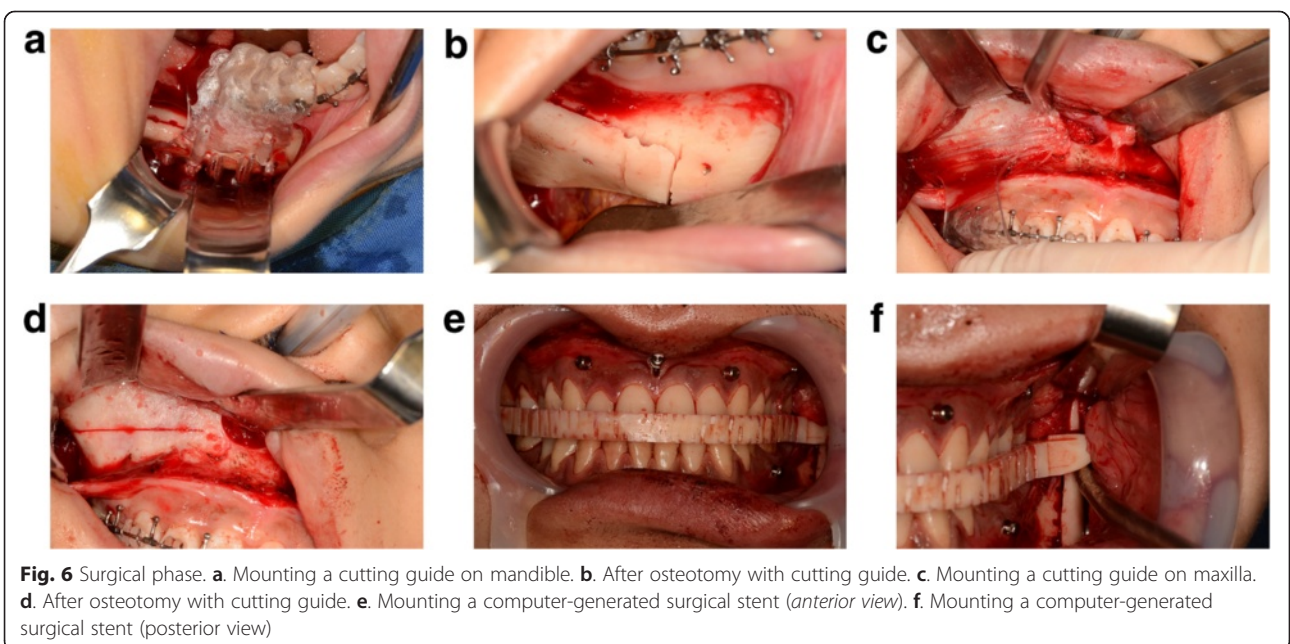 a
b
c
d
e
f
Fig. 6 Surgical phase. a. Mounting a cutting guide on mandible. b. After osteotomy with cutting guide. c. Mounting a cutting guide on maxilla.
d. After osteotomy with cutting guide. e. Mounting a computer-generated surgical stent (anterior view). f. Mounting a computer-generated
surgical stent (posterior view)